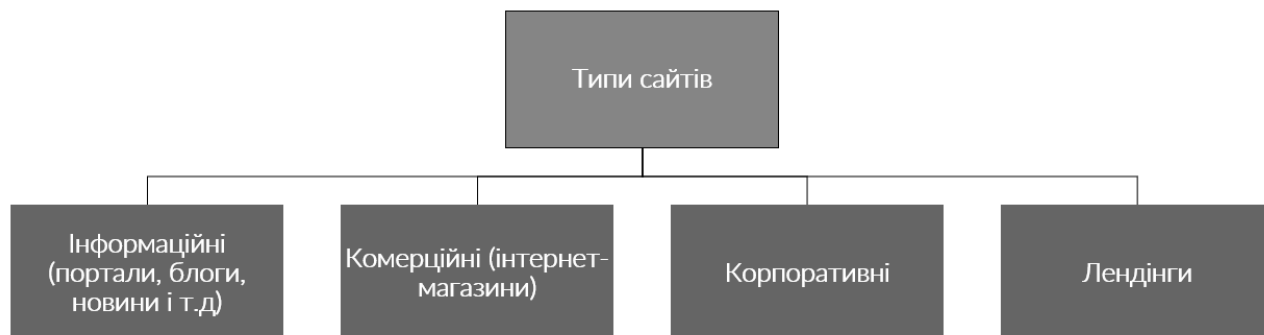 Типи сайтів
Інформаційні
(портали, блоги,
новини і т.д)
Комерційні (інтернет-
магазини)
Корпоративні
Лендінги